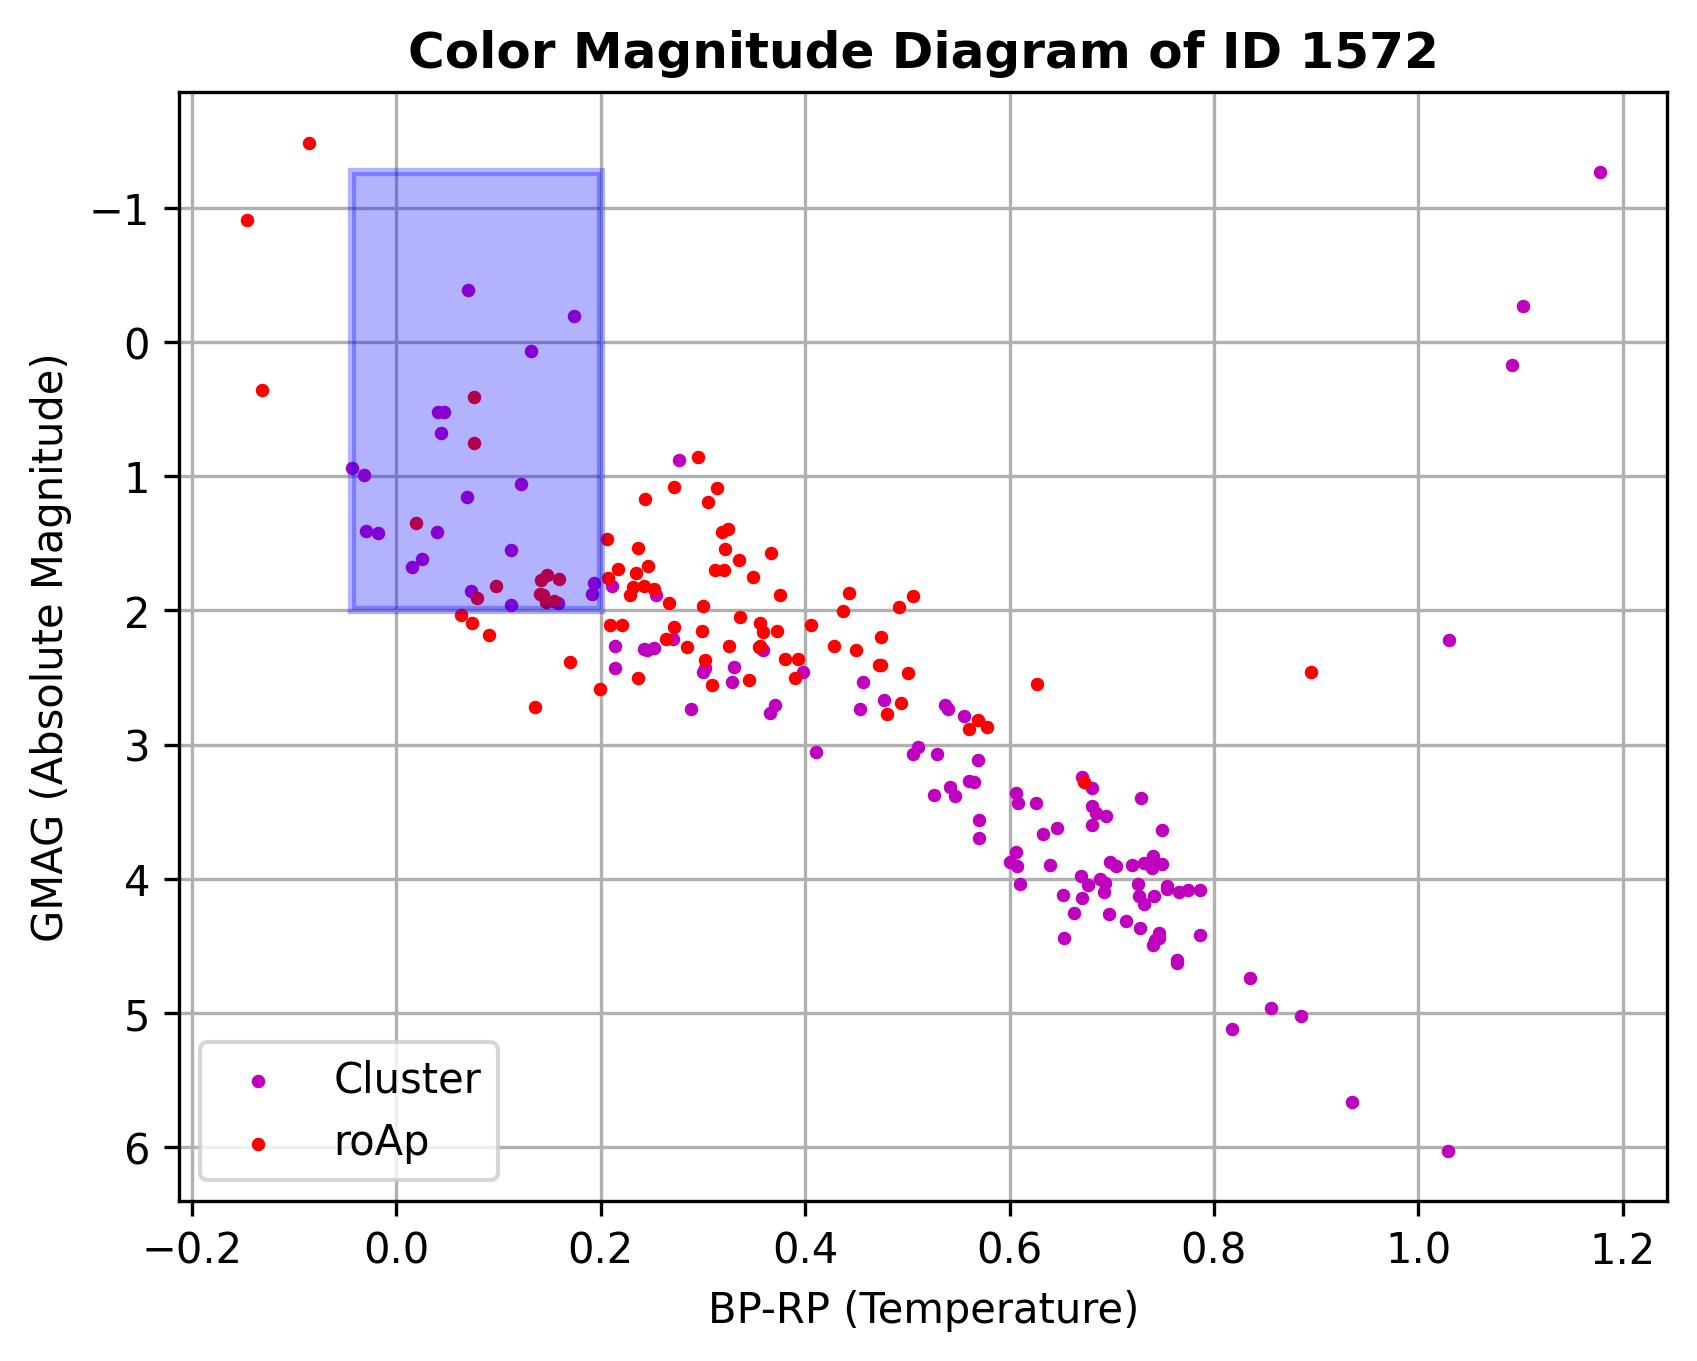 Color Magnitude Diagram of ID 1572
GMAG (Absolute Magnitude)
−1
0
1
2
3
4
5
6
Cluster
roAp
−0.2 0.0 0.2 0.4 0.6 0.8 1.0 1.2
BP-RP (Temperature)